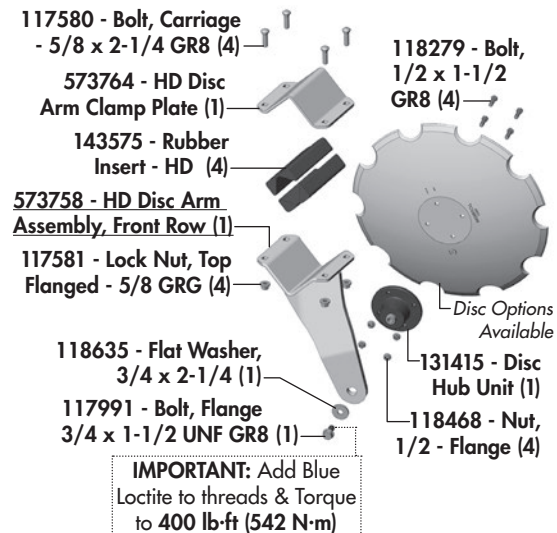 117580 - Bolt, Carriage
- 5/8 x 2-1/4 GR8 (4)
573764 - HD Disc
Arm Clamp Plate (1)
143575 - Rubber
Insert - HD (4)
573758 - HD Disc Arm
Assembly, Front Row (1)
117581 - Lock Nut, Top
Flanged - 5/8 GRG (4)
118635 - Flat Washer,
3/4 x 2-1/4 (1)
117991 - Bolt, Flange
3/4 x 1-1/2 UNF GR8 (1)
IMPORTANT: Add Blue
Loctite to threads & Torque
to 400 lb·ft (542 N·m)
118279 - Bolt,
1/2 x 1-1/2
GR8 (4)
Disc Options
Available
131415 - Disc
Hub Unit (1)
118468 - Nut,
1/2 - Flange (4)